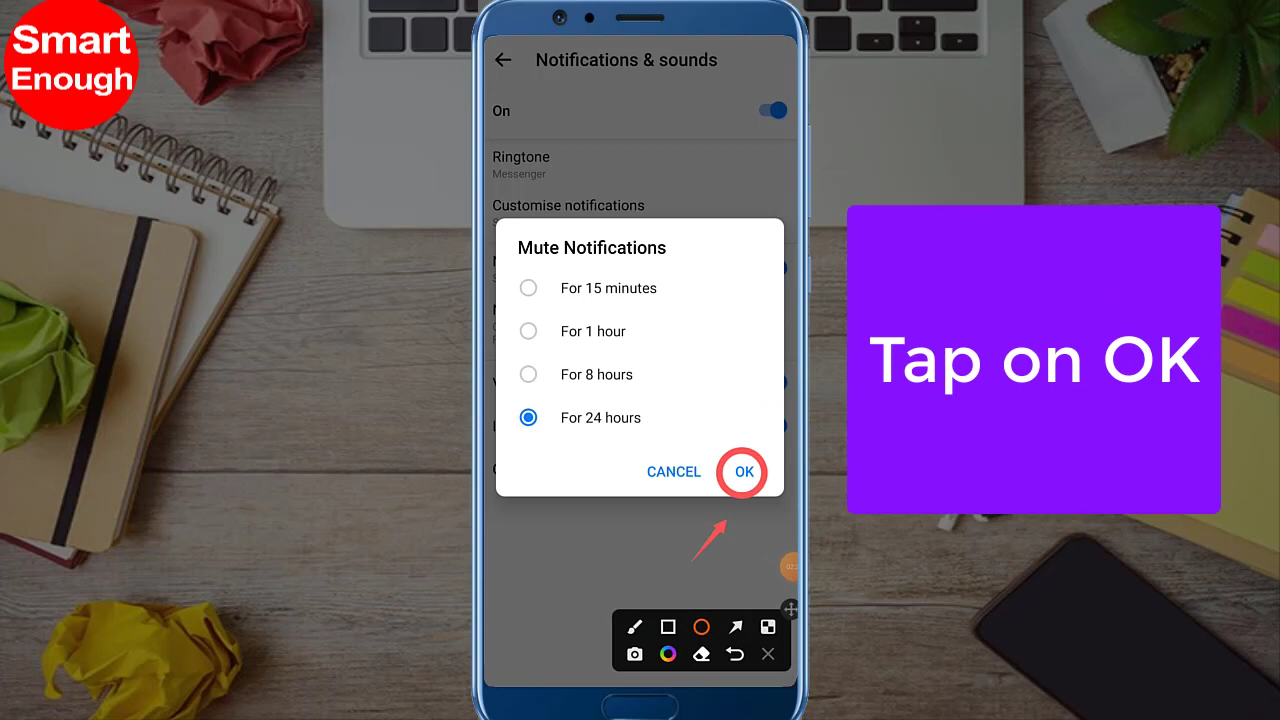 Smart
Enough
Notifications & sounds
On
Ringtone
Messenger
Customise notifications
Mute Notifications
For 15 minutes
For 1 hour
For 8 hours
For 24 hours
CANCEL OK
Tap on OK